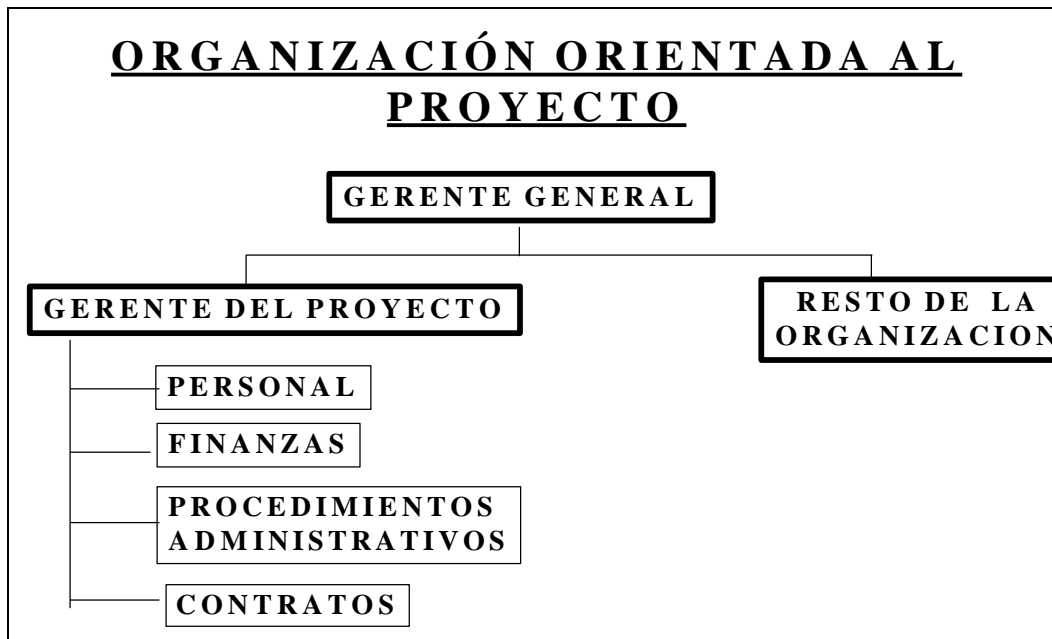 ORGANIZACIÓN ORIENTADA AL
PROYECTO
GERENTE GENERAL
GERENTE DEL PROYECTO
RESTO DE LA
ORGANIZACION
PERSONAL
FINANZAS
PROCEDIMIENTOS
ADMINISTRATIVOS
CONTRATOS